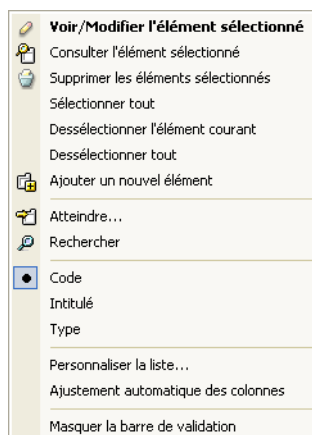 Voir/Modifier l'élément sélectionné
Consulter l'élément sélectionné
Supprimer les éléments sélectionnés
Sélectionner tout
Dessélectionner l'élément courant
Dessélectionner tout
Ajouter un nouvel élément
Atteindre...
Rechercher
Code
Intitulé
Type
Personnaliser la liste...
Ajustement automatique des colonnes
Masquer la barre de validation